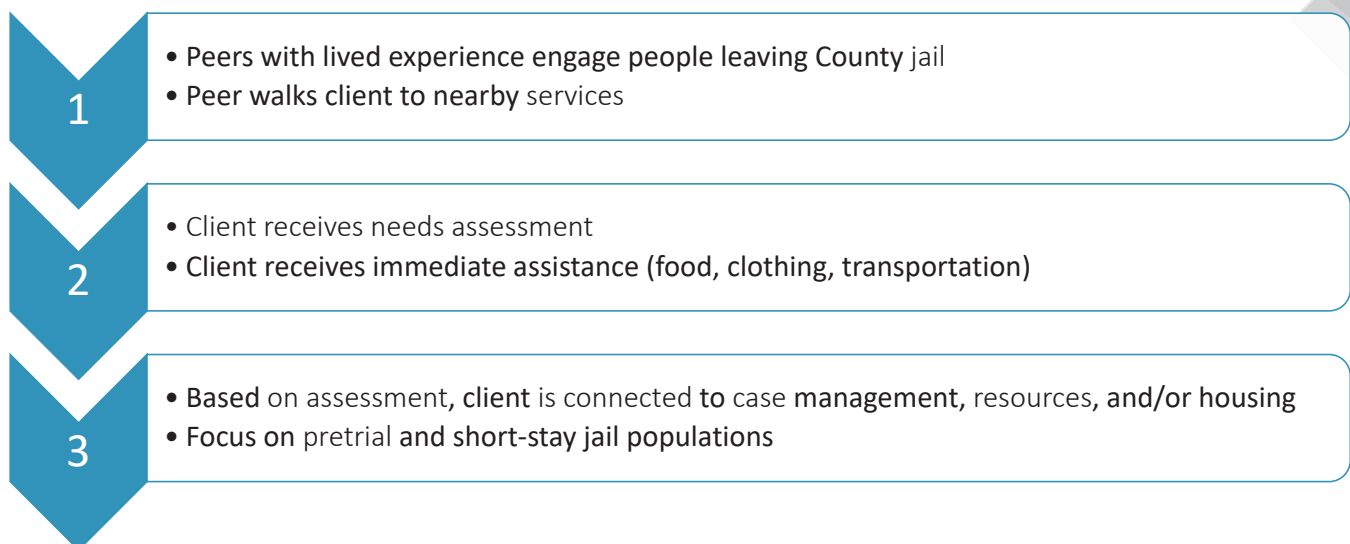 1
• Peers with lived experience engage people leaving County jail
• Peer walks client to nearby services
2
• Client receives needs assessment
• Client receives immediate assistance (food, clothing, transportation)
3
• Based on assessment, client is connected to case management, resources, and/or housing
• Focus on pretrial and short-stay jail populations